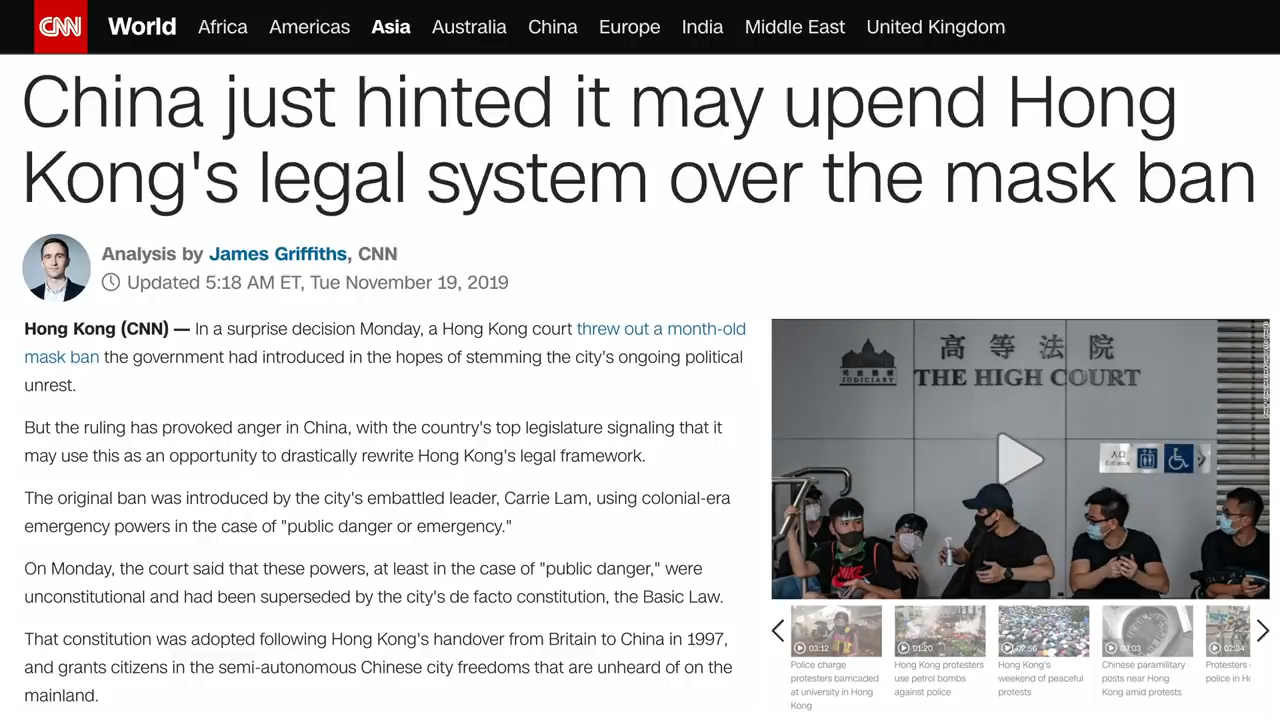 CNN World Africa Americas Asia Australia China Europe India Middle East United Kingdom
China just hinted it may upend Hong
Kong's legal system over the mask ban
Analysis by James Griffiths, CNN
Updated 5:18 AM ET, Tue November 19, 2019
Hong Kong (CNN) — In a surprise decision Monday, a Hong Kong court threw out a month-old
mask ban the government had introduced in the hopes of stemming the city's ongoing political
unrest.
But the ruling has provoked anger in China, with the country's top legislature signaling that it
may use this as an opportunity to drastically rewrite Hong Kong's legal framework.
The original ban was introduced by the city's embattled leader, Carrie Lam, using colonial-era
emergency powers in the case of "public danger or emergency."
On Monday, the court said that these powers, at least in the case of "public danger," were
unconstitutional and had been superseded by the city's de facto constitution, the Basic Law.
That constitution was adopted following Hong Kong's handover from Britain to China in 1997,
and grants citizens in the semi-autonomous Chinese city freedoms that are unheard of on the
mainland.
高等法院
司法機構
JUDICIARY
THE HIGH COURT
入口
Entrance
03:12
Police charge
protesters barricaded
at university in Hong
Kong
01:20
Hong Kong protesters
use petrol bombs
against police
02:56
Hong Kong's
weekend of peaceful
protests
03:03
Chinese paramilitary
posts near Hong
Kong amid protests
02:34
Protesters
police in